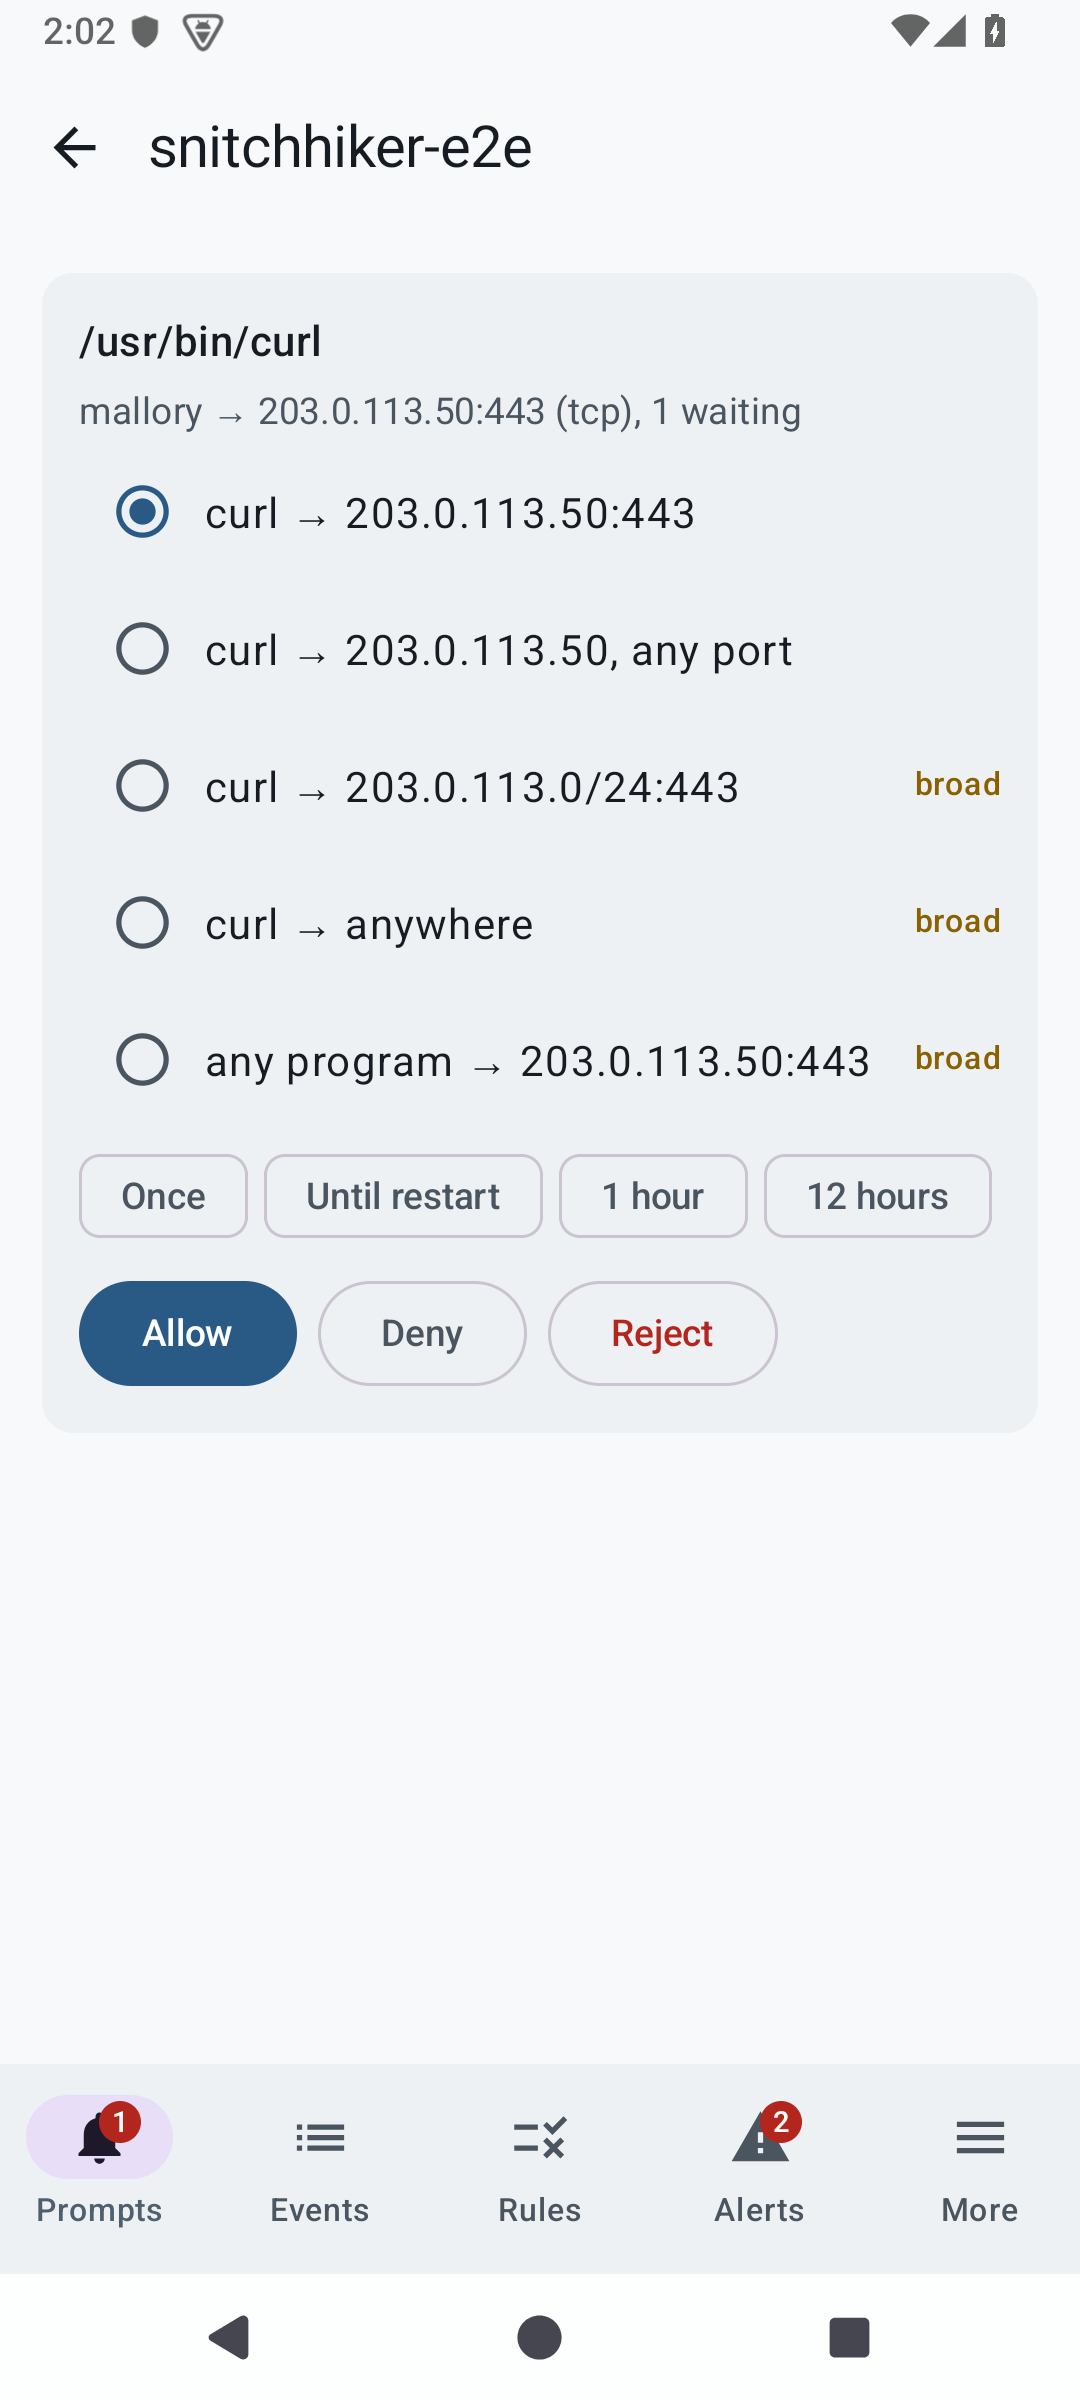 2:02
snitchhiker-e2e
/usr/bin/curl
mallory → 203.0.113.50:443 (tcp), 1 waiting
curl → 203.0.113.50:443
curl → 203.0.113.50, any port
curl → 203.0.113.0/24:443 broad
curl → anywhere broad
any program → 203.0.113.50:443 broad
Once Until restart 1 hour 12 hours
Allow Deny Reject
1 2
Prompts Events Rules Alerts More